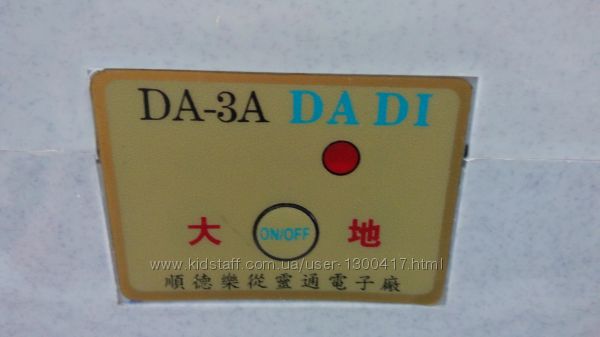 DA-3A DA DI
大 ON/OFF 地
www.kidstaff.com.ua/user-1300417.html
順德樂從靈通電子廠